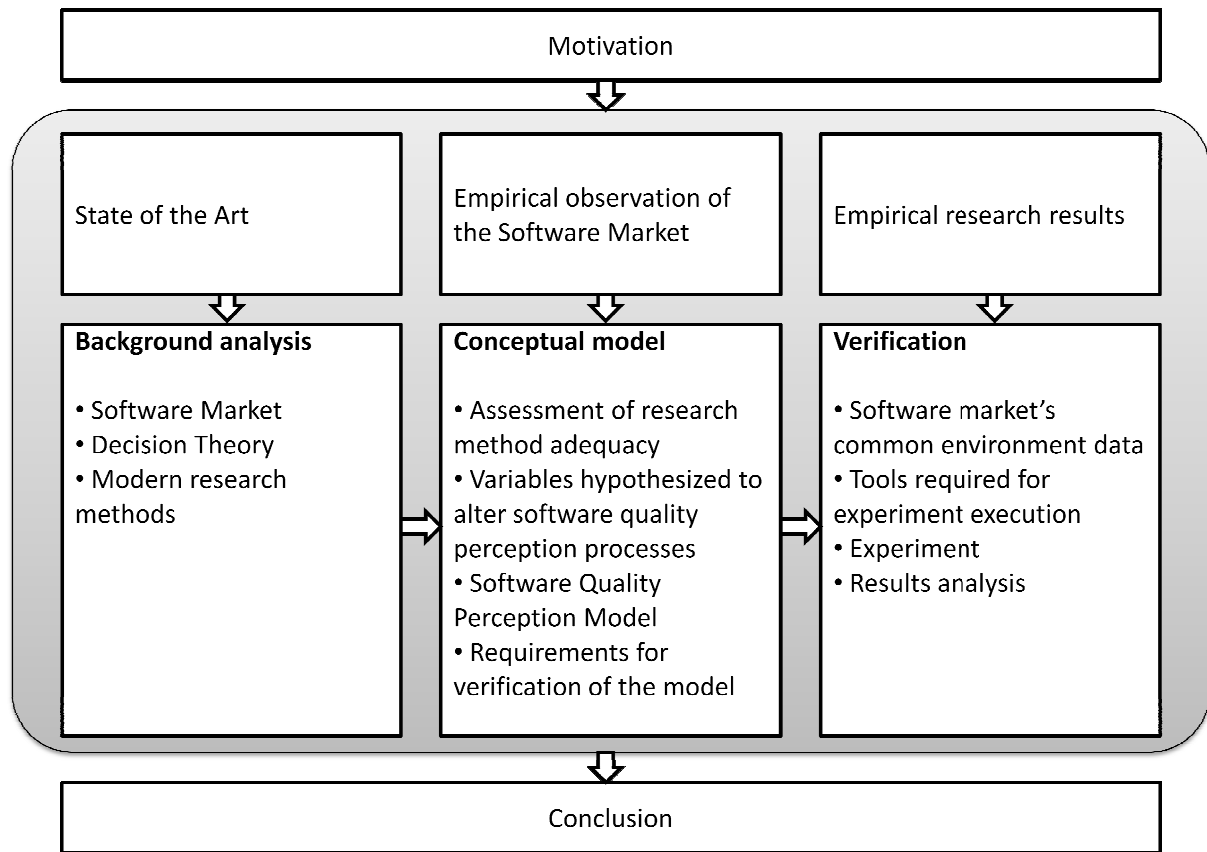 Motivation
State of the Art
Empirical observation of
the Software Market
Empirical research results
Background analysis
• Software Market
• Decision Theory
• Modern research
methods
Conceptual model
• Assessment of research
method adequacy
• Variables hypothesized to
alter software quality
perception processes
• Software Quality
Perception Model
• Requirements for
verification of the model
Verification
• Software market’s
common environment data
• Tools required for
experiment execution
• Experiment
• Results analysis
Conclusion